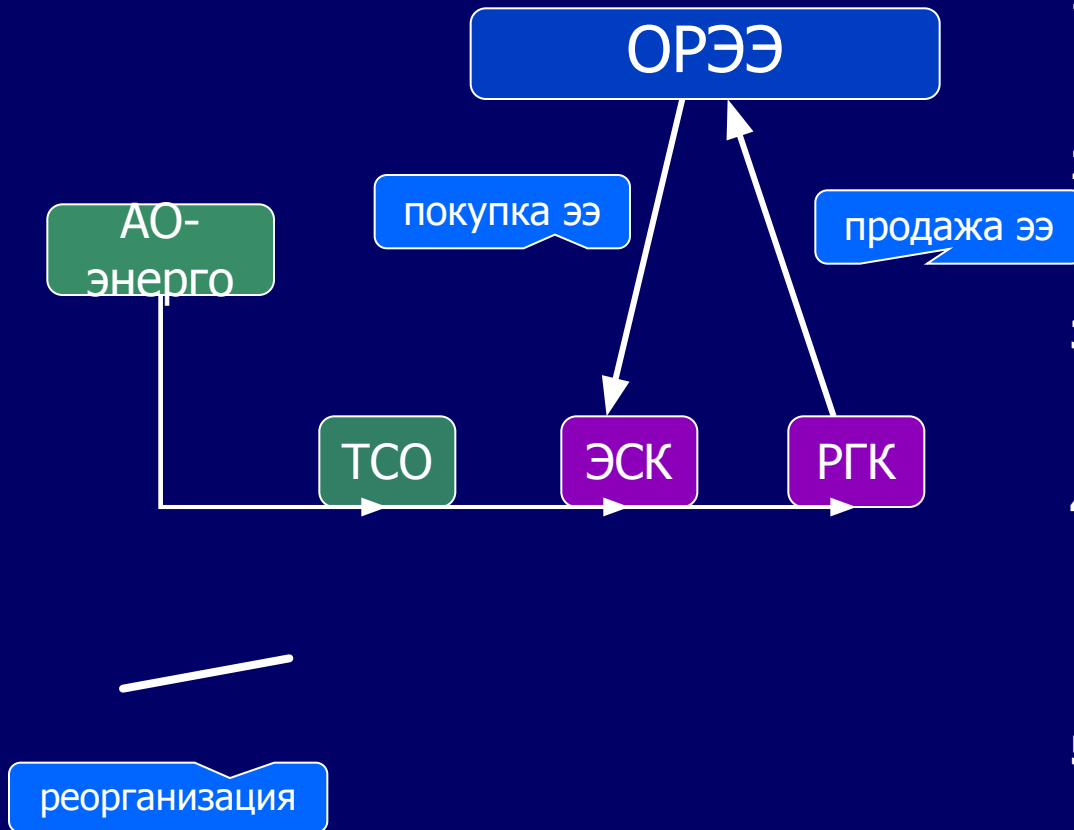 ОРЭЭ
покупка ээ
продажа ээ
АО-
энерго
ТСО
ЭСК
РГК
реорганизация